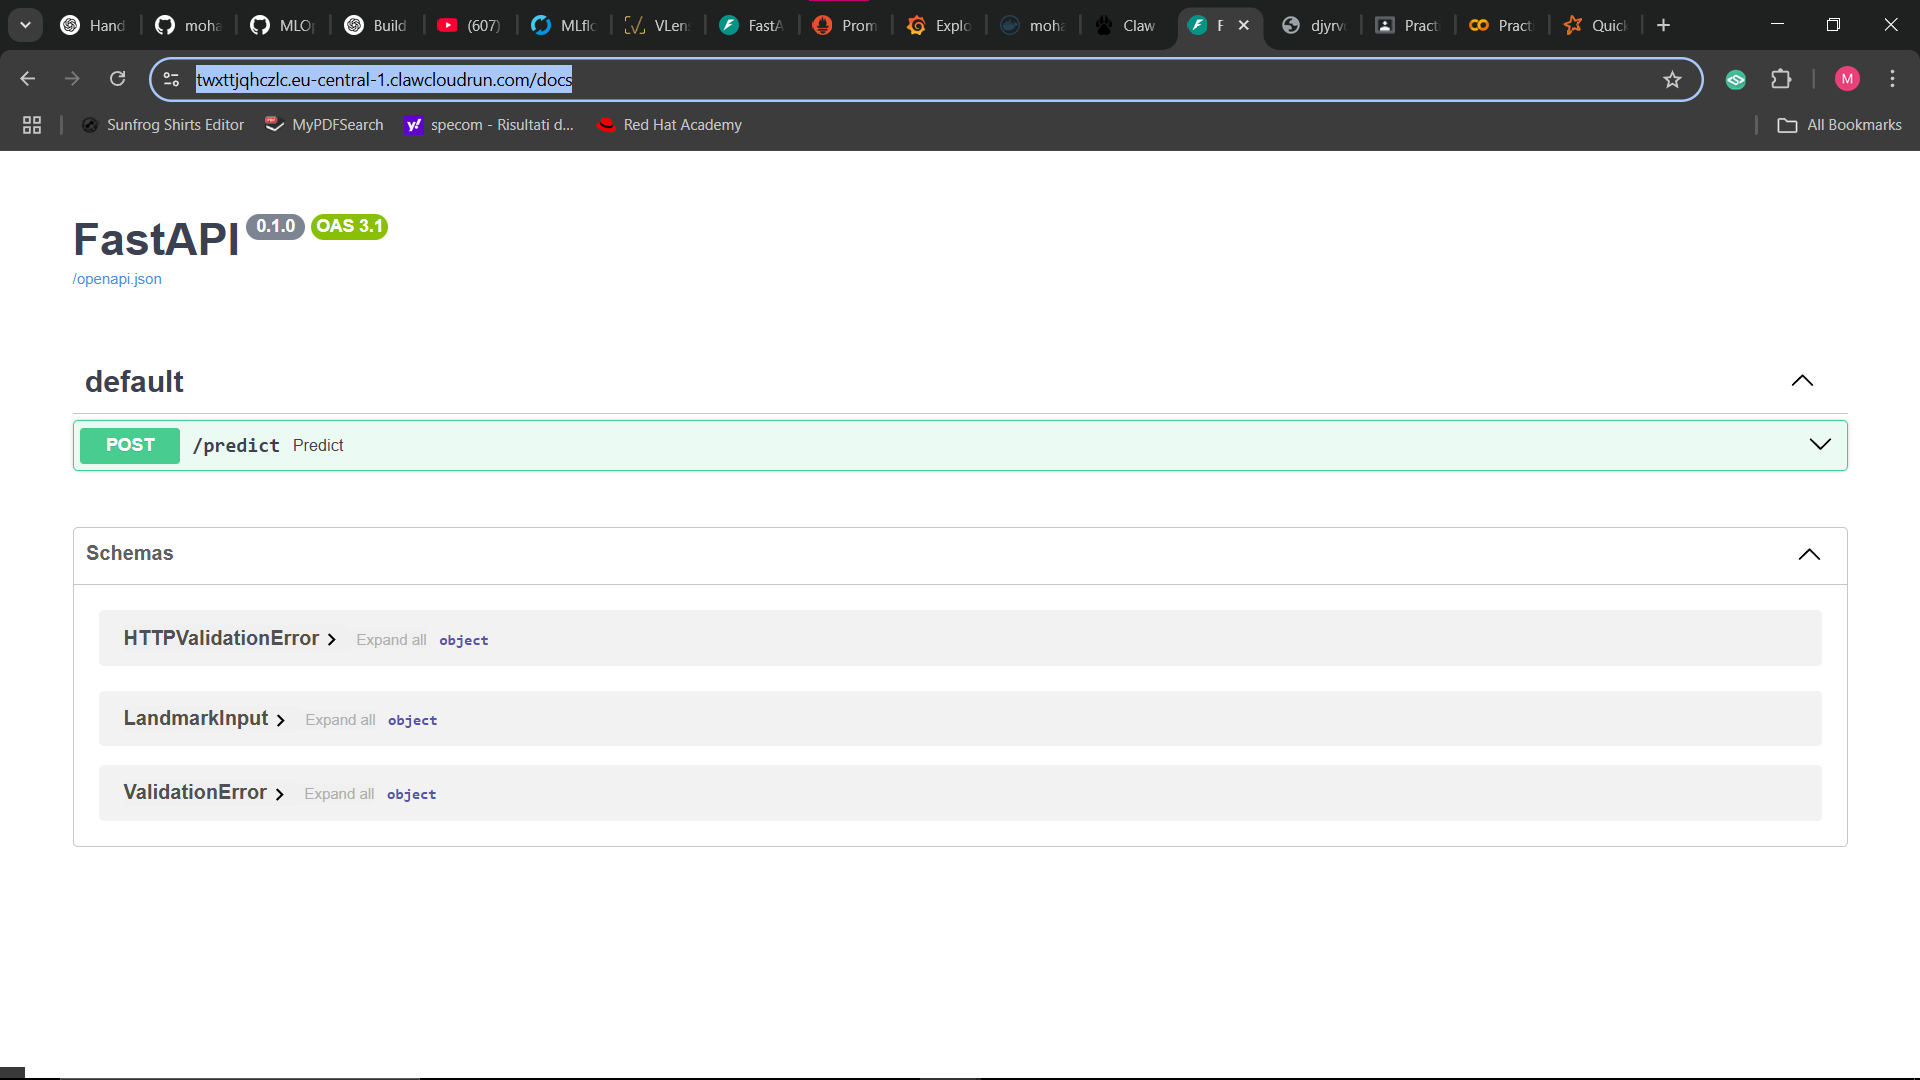 Hand moha MLOp Build (607) MLflo VLens FastA Prom Explo moha Claw F djyrv Pract Pract Quick
twxttjqhczlc.eu-central-1.clawcloudrun.com/docs
M
Sunfrog Shirts Editor MyPDFSearch specom - Risultati d... Red Hat Academy All Bookmarks
FastAPI 0.1.0 OAS 3.1
/openapi.json
default
POST /predict Predict
Schemas
HTTPValidationError Expand all object
LandmarkInput Expand all object
ValidationError Expand all object